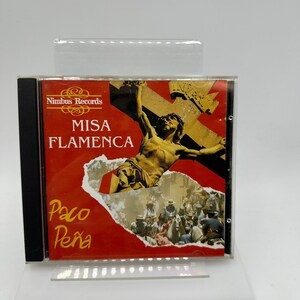 Nimbus Records
MISA
FLAMENCA
Paco
Peña